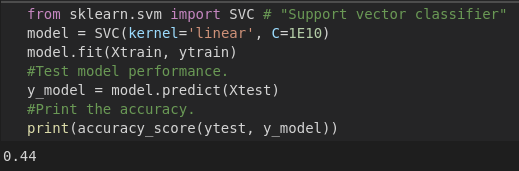 from sklearn.svm import SVC # "Support vector classifier"
model = SVC(kernel='linear', C=1E10)
model.fit(Xtrain, ytrain)
#Test model performance.
y_model = model.predict(Xtest)
#Print the accuracy.
print(accuracy_score(ytest, y_model))
0.44